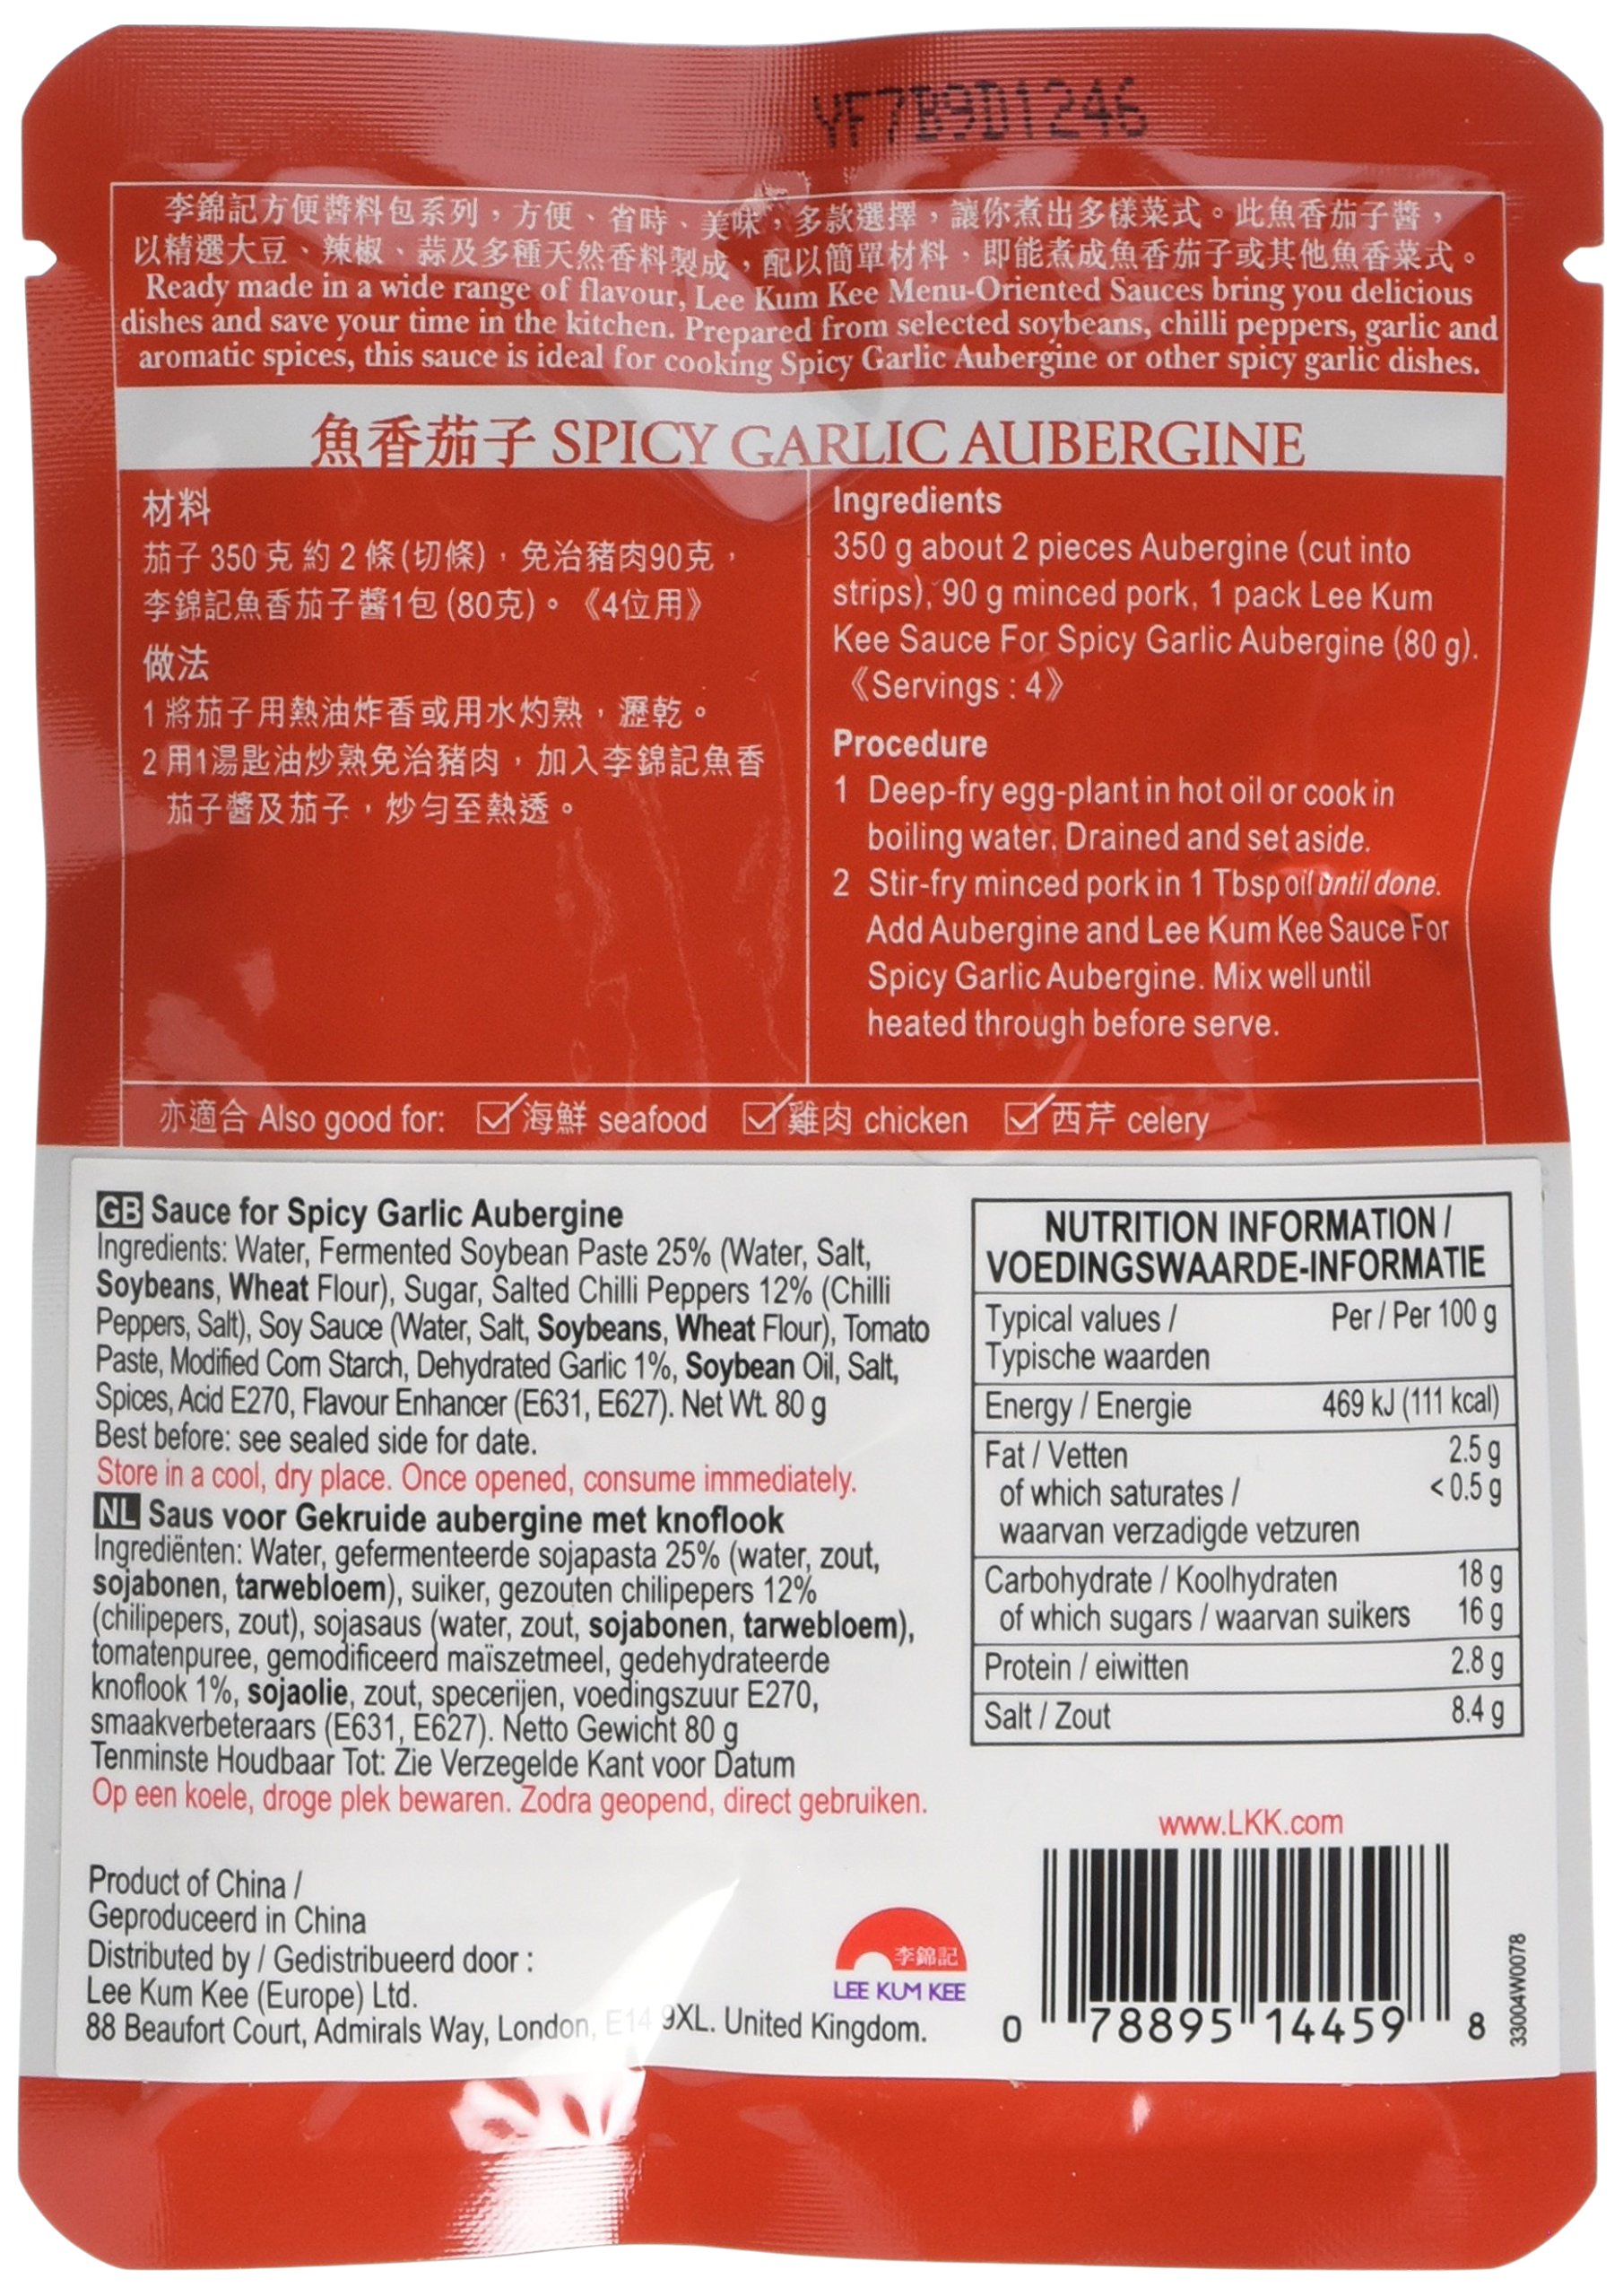 YF7B9D1246
李錦記方便醬料包系列，方便、省時、美味，多款選擇，讓你煮出多樣菜式。此魚香茄子醬，
以精選大豆、辣椒、蒜及多種天然香料製成，配以簡單材料，即能煮成魚香茄子或其他魚香菜式。
Ready made in a wide range of flavour, Lee Kum Kee Menu-Oriented Sauces bring you delicious
dishes and save your time in the kitchen. Prepared from selected soybeans, chilli peppers, garlic and
aromatic spices, this sauce is ideal for cooking Spicy Garlic Aubergine or other spicy garlic dishes.
魚香茄子 SPICY GARLIC AUBERGINE
材料
茄子 350 克 約 2 條 (切條)，免治豬肉90克，
李錦記魚香茄子醬1包 (80克)。《4位用》
做法
1 將茄子用熱油炸香或用水灼熟，瀝乾。
2 用1湯匙油炒熟免治豬肉，加入李錦記魚香
茄子醬及茄子，炒勻至熱透。
Ingredients
350 g about 2 pieces Aubergine (cut into
strips), 90 g minced pork, 1 pack Lee Kum
Kee Sauce For Spicy Garlic Aubergine (80 g).
《Servings : 4》
Procedure
1 Deep-fry egg-plant in hot oil or cook in
boiling water. Drained and set aside.
2 Stir-fry minced pork in 1 Tbsp oil until done.
Add Aubergine and Lee Kum Kee Sauce For
Spicy Garlic Aubergine. Mix well until
heated through before serve.
亦適合 Also good for: ☑ 海鮮 seafood ☑ 雞肉 chicken ☑ 西芹 celery
GB Sauce for Spicy Garlic Aubergine
Ingredients: Water, Fermented Soybean Paste 25% (Water, Salt,
Soybeans, Wheat Flour), Sugar, Salted Chilli Peppers 12% (Chilli
Peppers, Salt), Soy Sauce (Water, Salt, Soybeans, Wheat Flour), Tomato
Paste, Modified Corn Starch, Dehydrated Garlic 1%, Soybean Oil, Salt,
Spices, Acid E270, Flavour Enhancer (E631, E627). Net Wt. 80 g
Best before: see sealed side for date.
Store in a cool, dry place. Once opened, consume immediately.
NL Saus voor Gekruide aubergine met knoflook
Ingrediënten: Water, gefermenteerde sojapasta 25% (water, zout,
sojabonen, tarwebloem), suiker, gezouten chilipepers 12%
(chilipepers, zout), sojasaus (water, zout, sojabonen, tarwebloem),
tomatenpuree, gemodificeerd maïszetmeel, gedehydrateerde
knoflook 1%, sojaolie, zout, specerijen, voedingszuur E270,
smaakverbeteraars (E631, E627). Netto Gewicht 80 g
Tenminste Houdbaar Tot: Zie Verzegelde Kant voor Datum
Op een koele, droge plek bewaren. Zodra geopend, direct gebruiken.
Product of China /
Geproduceerd in China
Distributed by / Gedistribueerd door :
Lee Kum Kee (Europe) Ltd.
88 Beaufort Court, Admirals Way, London, E14 9XL. United Kingdom.
李錦記
LEE KUM KEE
NUTRITION INFORMATION /
VOEDINGSWAARDE-INFORMATIE
Typical values / Per / Per 100 g
Typische waarden
Energy / Energie 469 kJ (111 kcal)
Fat / Vetten 2.5 g
of which saturates / < 0.5 g
waarvan verzadigde vetzuren
Carbohydrate / Koolhydraten 18 g
of which sugars / waarvan suikers 16 g
Protein / eiwitten 2.8 g
Salt / Zout 8.4 g
www.LKK.com
0 78895 14459 8
33004W0078